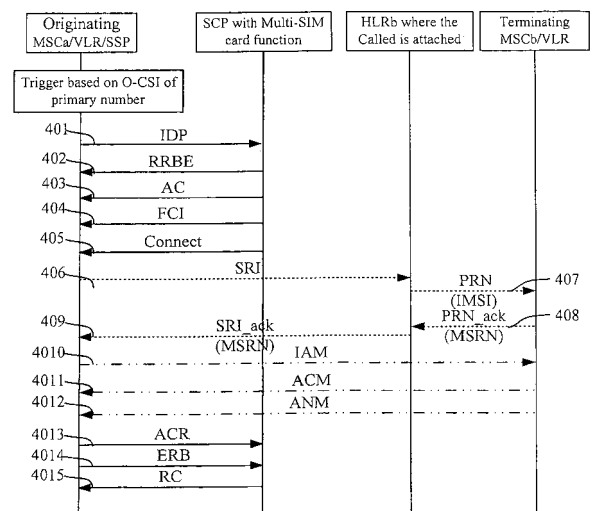 Originating
MSCa/VLR/SSP
SCP with Multi-SIM
card function
HLRb where the
Called is attached
Terminating
MSCb/VLR
Trigger based on O-CSI of
primary number
401
IDP
402
RRBE
403
AC
404
FCI
405
Connect
406
SRI
PRN
(IMSI)
407
PRN_ack
(MSRN)
408
409
SRI_ack
(MSRN)
4010
IAM
4011
ACM
4012
ANM
4013
ACR
4014
ERB
4015
RC